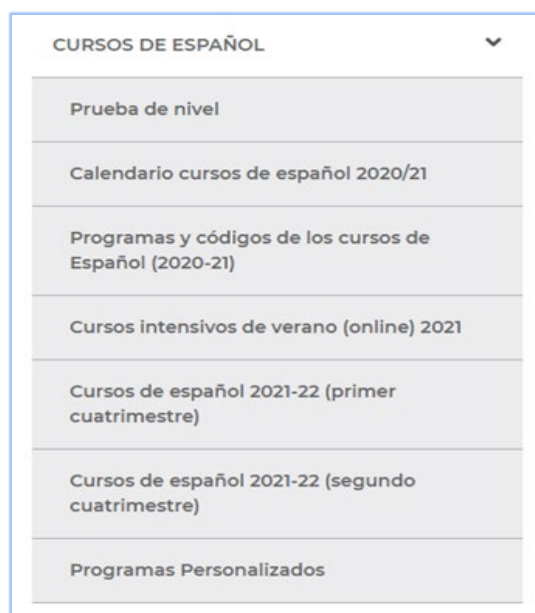 CURSOS DE ESPAÑOL
Prueba de nivel
Calendario cursos de español 2020/21
Programas y códigos de los cursos de
Español (2020-21)
Cursos intensivos de verano (online) 2021
Cursos de español 2021-22 (primer
cuatrimestre)
Cursos de español 2021-22 (segundo
cuatrimestre)
Programas Personalizados